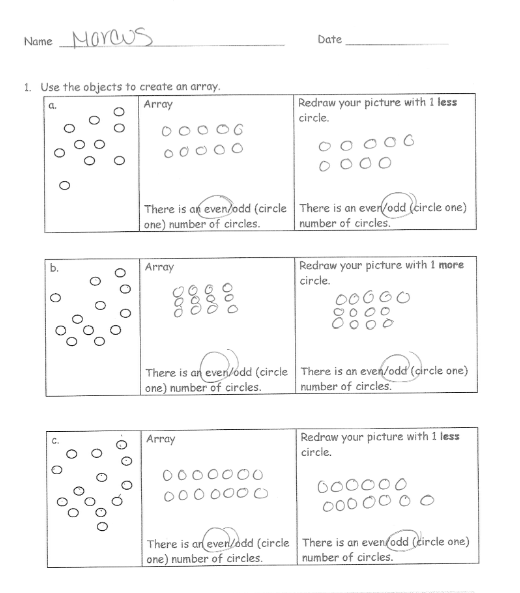 Name Marcus Date
1. Use the objects to create an array.
a.
Array
There is an even/odd (circle
one) number of circles.
Redraw your picture with 1 less
circle.
There is an even/odd (circle one)
number of circles.
b.
Array
There is an even/odd (circle
one) number of circles.
Redraw your picture with 1 more
circle.
There is an even/odd (circle one)
number of circles.
c.
Array
There is an even/odd (circle
one) number of circles.
Redraw your picture with 1 less
circle.
There is an even/odd (circle one)
number of circles.